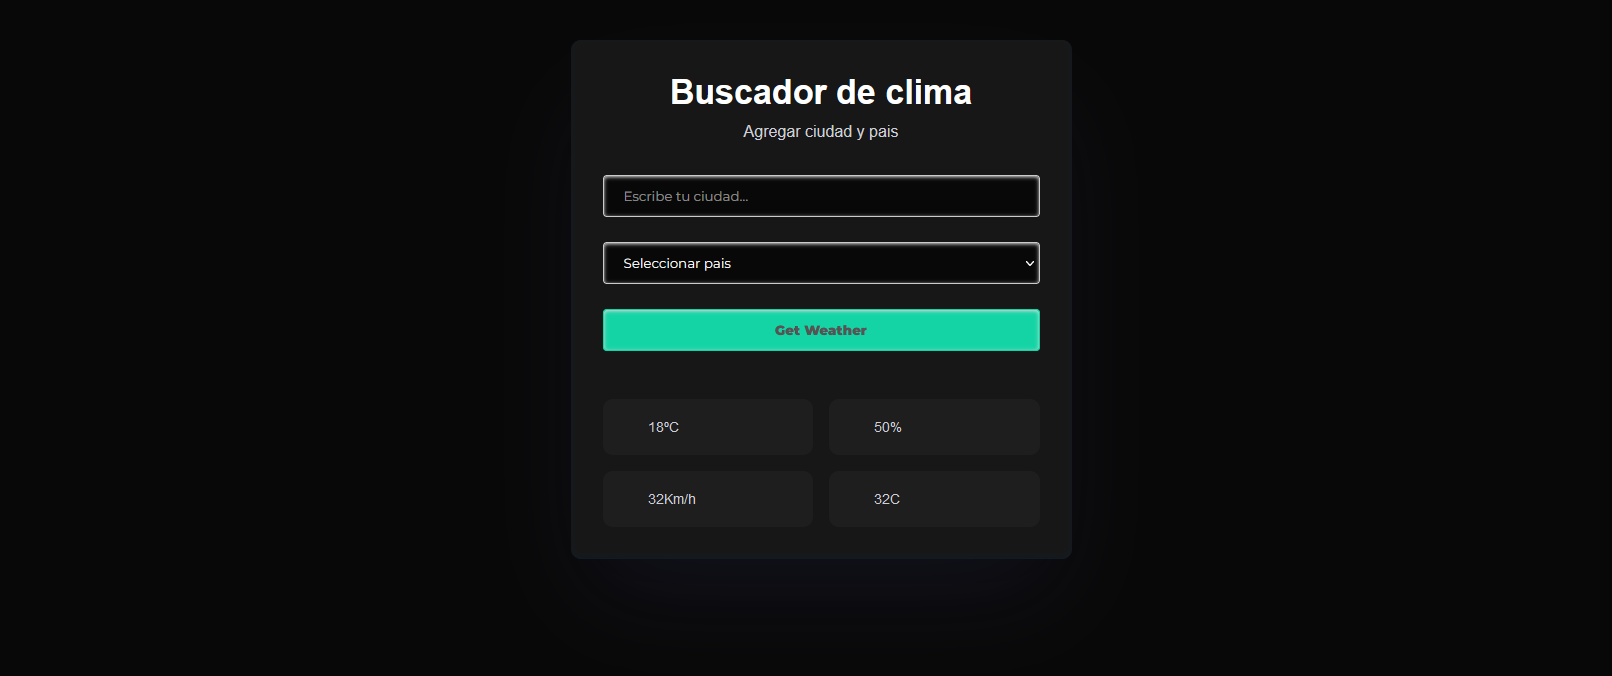 Buscador de clima
Agregar ciudad y pais
Escribe tu ciudad...
Seleccionar pais
Get Weather
18ºC
50%
32Km/h
32C